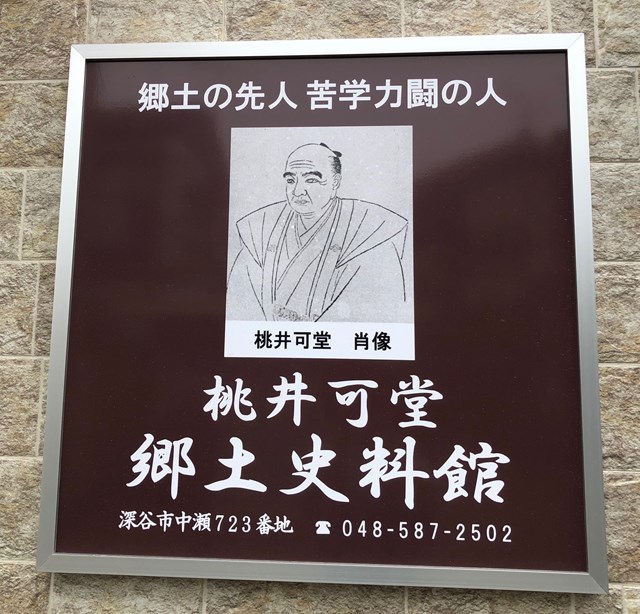 郷土の先人 苦学力闘の人
桃井可堂 肖像
桃井可堂
郷土史料館
深谷市中瀬723番地 ☎ 048-587-2502